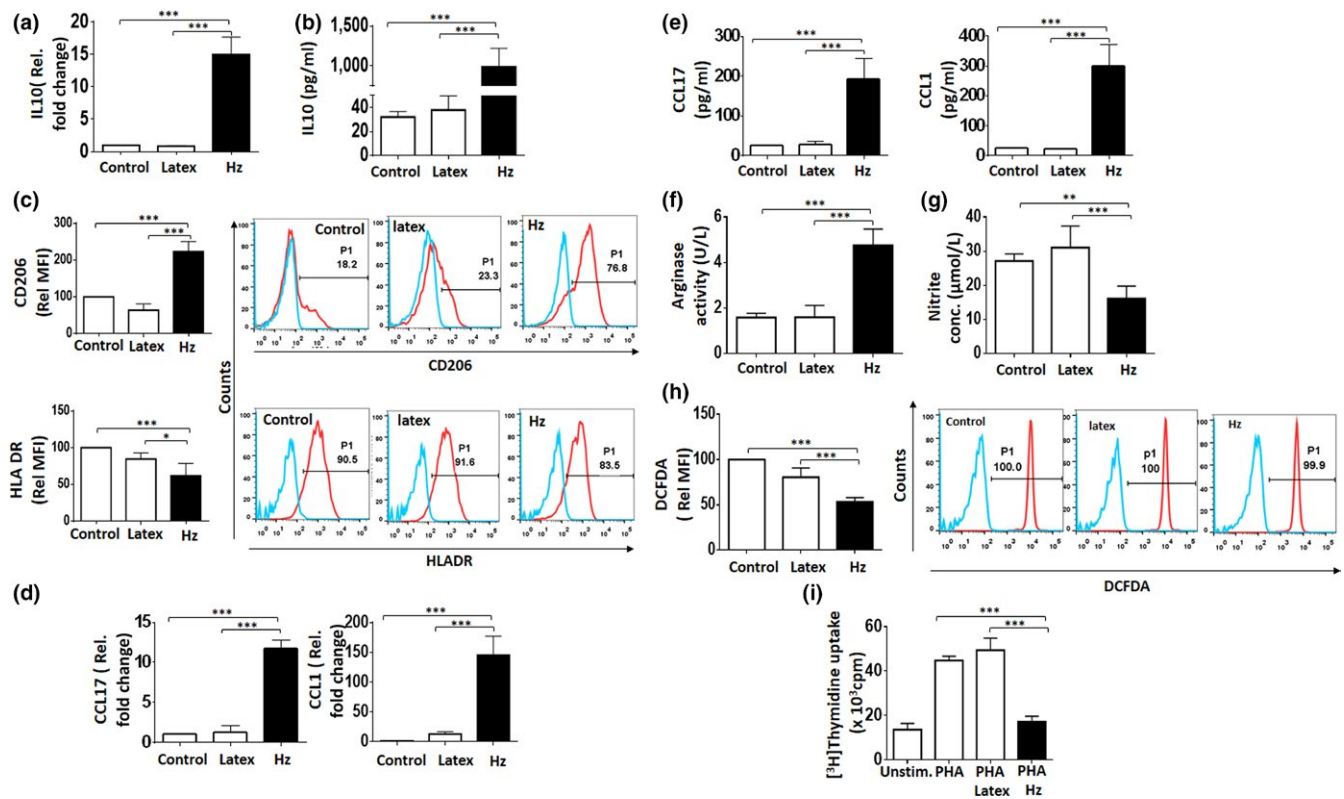 (a)
IL10( Rel.
fold change)
20
15
10
5
0
***
***
Control Latex Hz
(b)
IL10 (pg/ml)
1,500
1,000
60
40
20
0
***
***
Control Latex Hz
(e)
CCL17
(pg/ml)
300
200
100
0
***
***
Control Latex Hz
CCL1
(pg/ml)
400
300
200
100
0
***
***
Control Latex Hz
(c)
CD206
(Rel MFI)
300
200
100
0
***
***
Control Latex Hz
Control
P1
18.2
latex
P1
23.3
Hz
P1
76.8
CD206
Counts
HLA DR
(Rel MFI)
150
100
50
0
***
*
Control Latex Hz
Control
P1
90.5
latex
P1
91.6
Hz
P1
83.5
HLADR
(f)
Arginase
activity (U/L)
6
4
2
0
***
***
Control Latex Hz
(g)
Nitrite
conc. (µmol/L)
40
30
20
10
0
**
***
Control Latex Hz
(h)
DCFDA
( Rel MFI)
150
100
50
0
***
***
Control Latex Hz
Counts
Control
P1
100.0
latex
p1
100
Hz
P1
99.9
DCFDA
(d)
CCL17 ( Rel.
fold change)
15
10
5
0
***
***
Control Latex Hz
CCL1 ( Rel.
fold change)
200
150
100
50
0
***
***
Control Latex Hz
(i)
[³H]Thymidine uptake
(x 10³cpm)
60
40
20
0
***
***
Unstim. PHA PHA PHA
Latex Hz